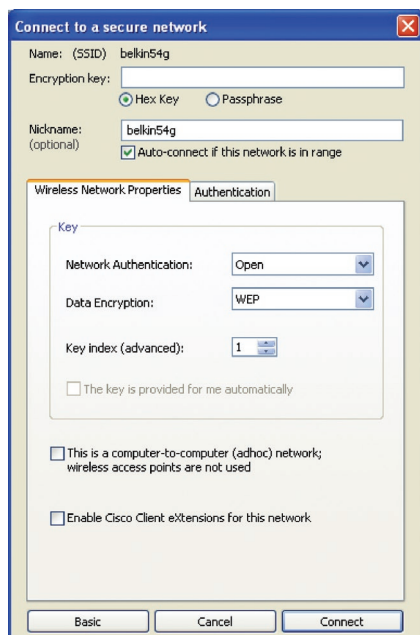 Connect to a secure network
Name: (SSID) belkin54g
Encryption key:
Hex Key Passphrase
Nickname: belkin54g
(optional)
Auto-connect if this network is in range
Wireless Network Properties Authentication
Key
Network Authentication: Open
Data Encryption: WEP
Key index (advanced): 1
The key is provided for me automatically
This is a computer-to-computer (adhoc) network;
wireless access points are not used
Enable Cisco Client eXtensions for this network
Basic Cancel Connect